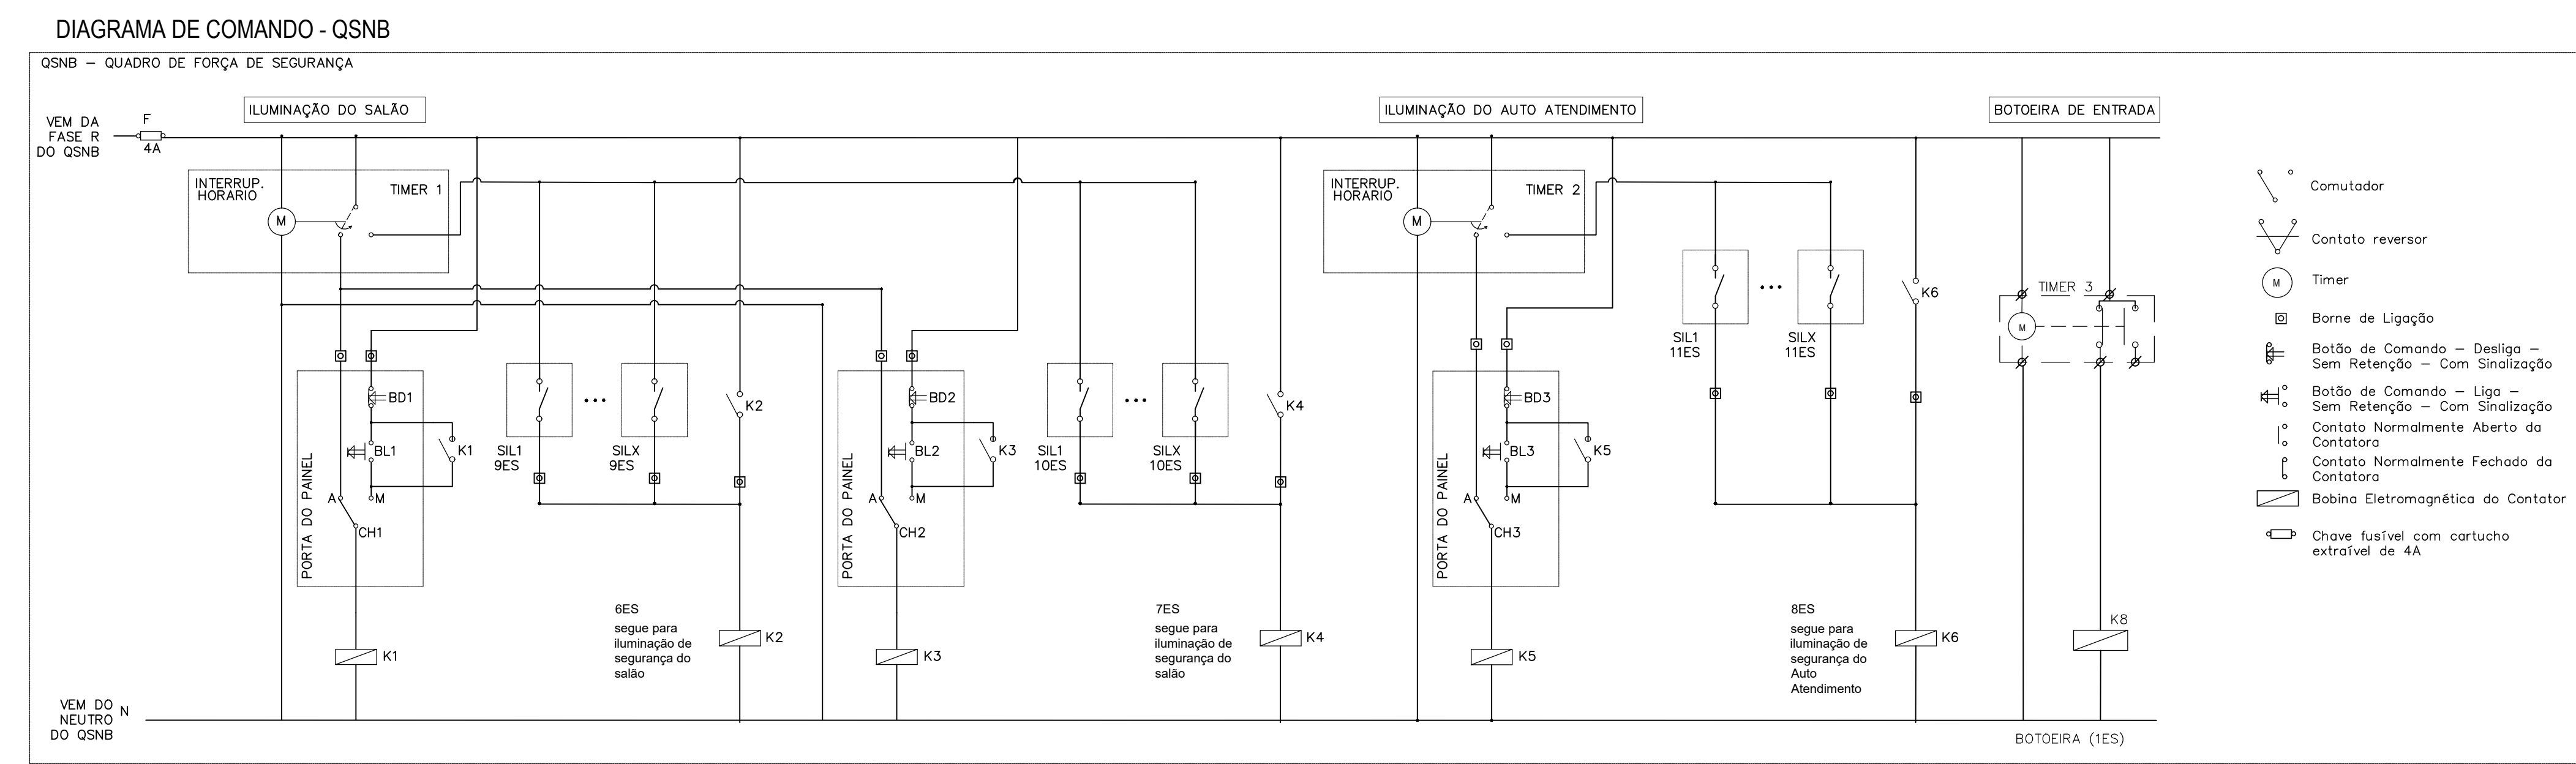 DIAGRAMA DE COMANDO - QSNB
QSNB – QUADRO DE FORÇA DE SEGURANÇA
ILUMINAÇÃO DO SALÃO
ILUMINAÇÃO DO AUTO ATENDIMENTO
BOTOEIRA DE ENTRADA
VEM DA
FASE R
DO QSNB
F
4A
INTERRUP.
HORÁRIO
TIMER 1
M
INTERRUP.
HORÁRIO
TIMER 2
M
TIMER 3
M
BD1
BL1
K1
A
M
CH1
PORTA DO PAINEL
SIL1
9ES
...
SILX
9ES
K2
BD2
BL2
K3
A
M
CH2
PORTA DO PAINEL
SIL1
10ES
...
SILX
10ES
K4
BD3
BL3
K5
A
M
CH3
PORTA DO PAINEL
SIL1
11ES
...
SILX
11ES
K6
K1
6ES
segue para
iluminação de
segurança do
salão
K2
K3
7ES
segue para
iluminação de
segurança do
salão
K4
K5
8ES
segue para
iluminação de
segurança do
Auto
Atendimento
K6
K8
VEM DO
NEUTRO
DO QSNB
N
BOTOEIRA (1ES)
Comutador
Contato reversor
M
Timer
Borne de Ligação
Botão de Comando – Desliga –
Sem Retenção – Com Sinalização
Botão de Comando – Liga –
Sem Retenção – Com Sinalização
Contato Normalmente Aberto da
Contatora
Contato Normalmente Fechado da
Contatora
Bobina Eletromagnética do Contator
Chave fusível com cartucho
extraível de 4A